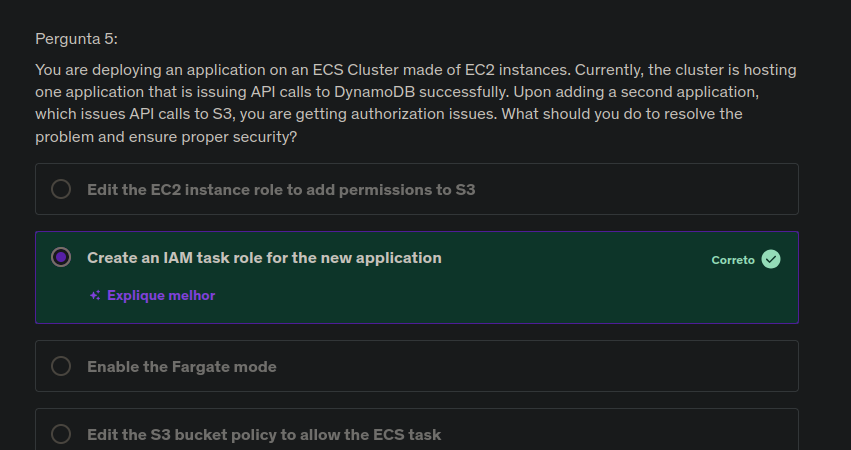 Pergunta 5:
You are deploying an application on an ECS Cluster made of EC2 instances. Currently, the cluster is hosting
one application that is issuing API calls to DynamoDB successfully. Upon adding a second application,
which issues API calls to S3, you are getting authorization issues. What should you do to resolve the
problem and ensure proper security?
Edit the EC2 instance role to add permissions to S3
Create an IAM task role for the new application
Correto
Explique melhor
Enable the Fargate mode
Edit the S3 bucket policy to allow the ECS task